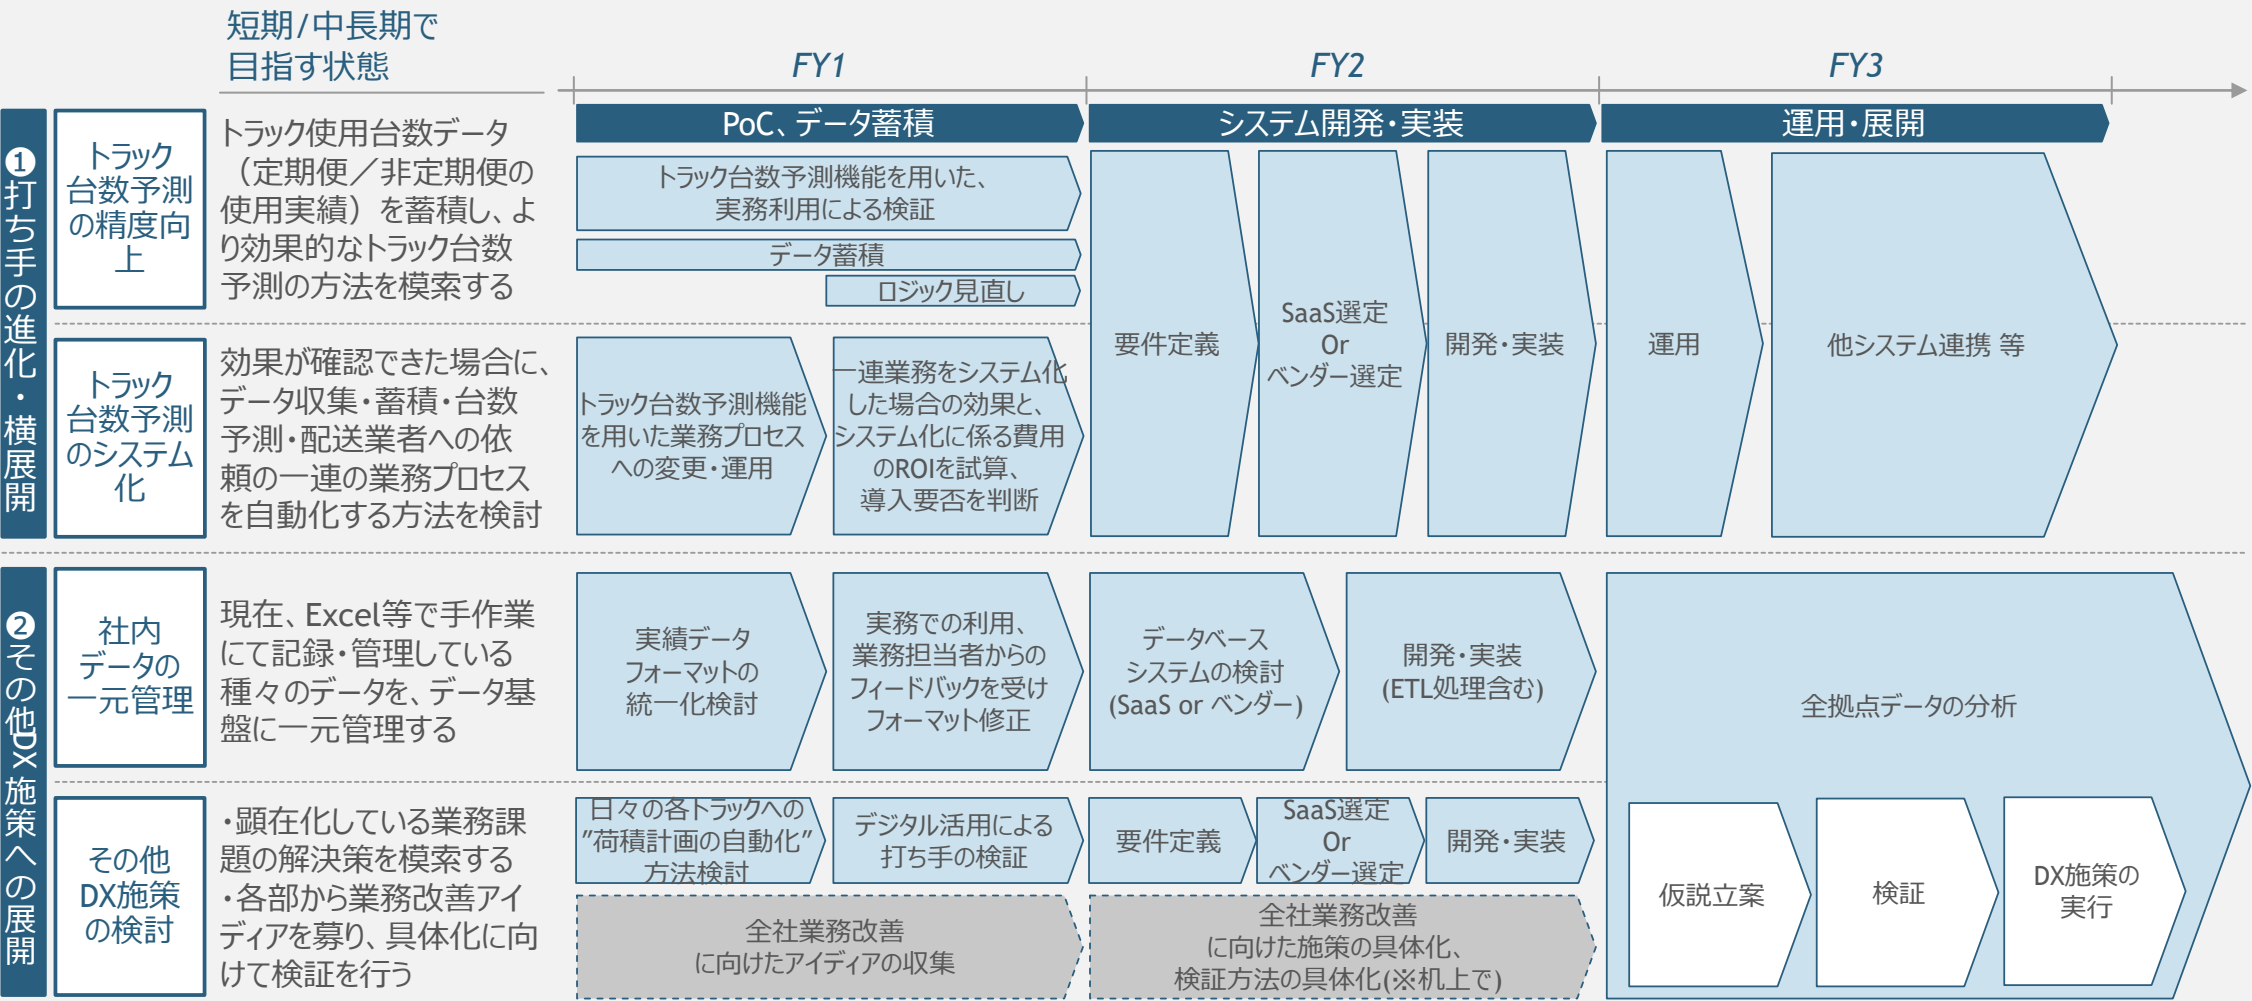 短期/中長期で
目指す状態
FY1
FY2
FY3
PoC、データ蓄積
システム開発・実装
運用・展開
❶打ち手の進化・横展開
トラック
台数予測
の精度向
上
トラック使用台数データ
（定期便／非定期便の
使用実績）を蓄積し、よ
り効果的なトラック台数
予測の方法を模索する
トラック台数予測機能を用いた、
実務利用による検証
データ蓄積
ロジック見直し
トラック
台数予測
のシステム
化
効果が確認できた場合に、
データ収集・蓄積・台数
予測・配送業者への依
頼の一連の業務プロセス
を自動化する方法を検討
トラック台数予測機能
を用いた業務プロセス
への変更・運用
一連業務をシステム化
した場合の効果と、
システム化に係る費用
のROIを試算、
導入要否を判断
要件定義
SaaS選定
Or
ベンダー選定
開発・実装
運用
他システム連携 等
❷その他DX施策への展開
社内
データの
一元管理
現在、Excel等で手作業
にて記録・管理している
種々のデータを、データ基
盤に一元管理する
実績データ
フォーマットの
統一化検討
実務での利用、
業務担当者からの
フィードバックを受け
フォーマット修正
データベース
システムの検討
(SaaS or ベンダー)
開発・実装
(ETL処理含む)
全拠点データの分析
その他
DX施策
の検討
・顕在化している業務課
題の解決策を模索する
・各部から業務改善アイ
ディアを募り、具体化に向
けて検証を行う
日々の各トラックへの
”荷積計画の自動化”
方法検討
デジタル活用による
打ち手の検証
要件定義
SaaS選定
Or
ベンダー選定
開発・実装
全社業務改善
に向けたアイディアの収集
全社業務改善
に向けた施策の具体化、
検証方法の具体化(※机上で)
仮説立案
検証
DX施策の
実行